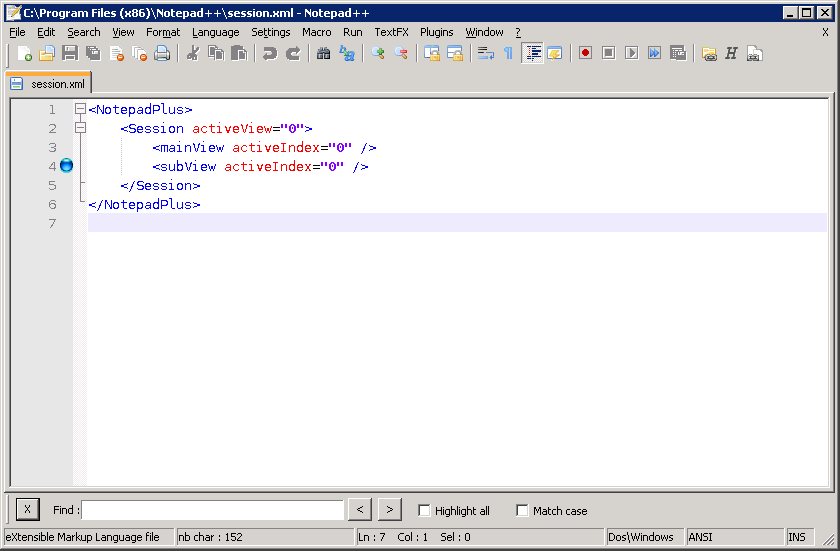 C:\Program Files (x86)\Notepad++\session.xml - Notepad++
File Edit Search View Format Language Settings Macro Run TextFX Plugins Window ? X
session.xml
1 <NotepadPlus>
2 <Session activeView="0">
3 <mainView activeIndex="0" />
4 <subView activeIndex="0" />
5 </Session>
6 </NotepadPlus>
7
X Find : < > Highlight all Match case
eXtensible Markup Language file nb char : 152 Ln : 7 Col : 1 Sel : 0 Dos\Windows ANSI INS